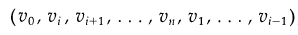 (v₀, vᵢ, vᵢ₊₁, . . . , vₙ, v₁, . . . , vᵢ₋₁)